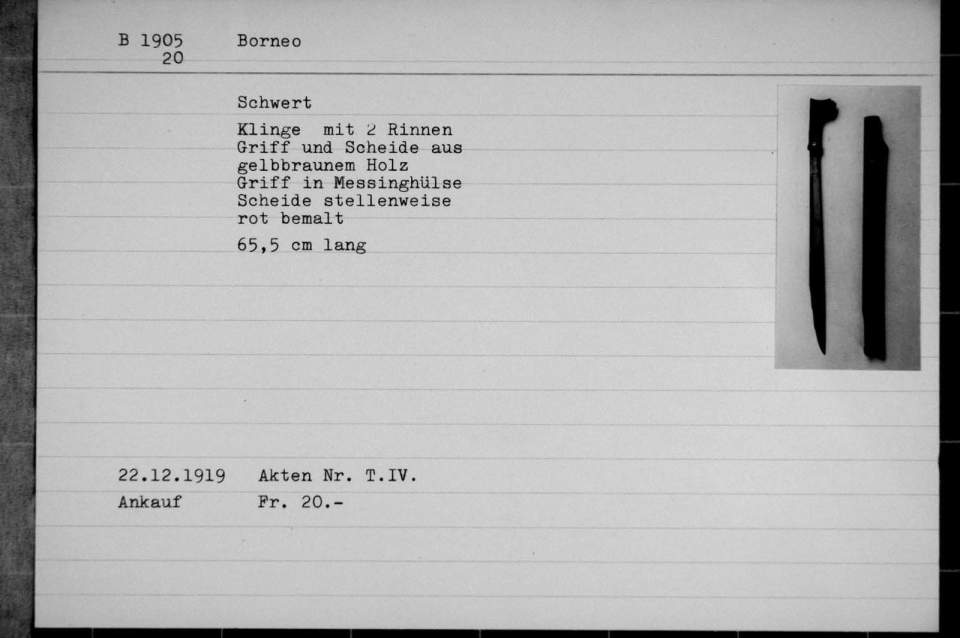 B 1905 Borneo
20
Schwert
Klinge mit 2 Rinnen
Griff und Scheide aus
gelbbraunem Holz
Griff in Messinghülse
Scheide stellenweise
rot bemalt
65,5 cm lang
22.12.1919 Akten Nr. T.IV.
Ankauf Fr. 20.-